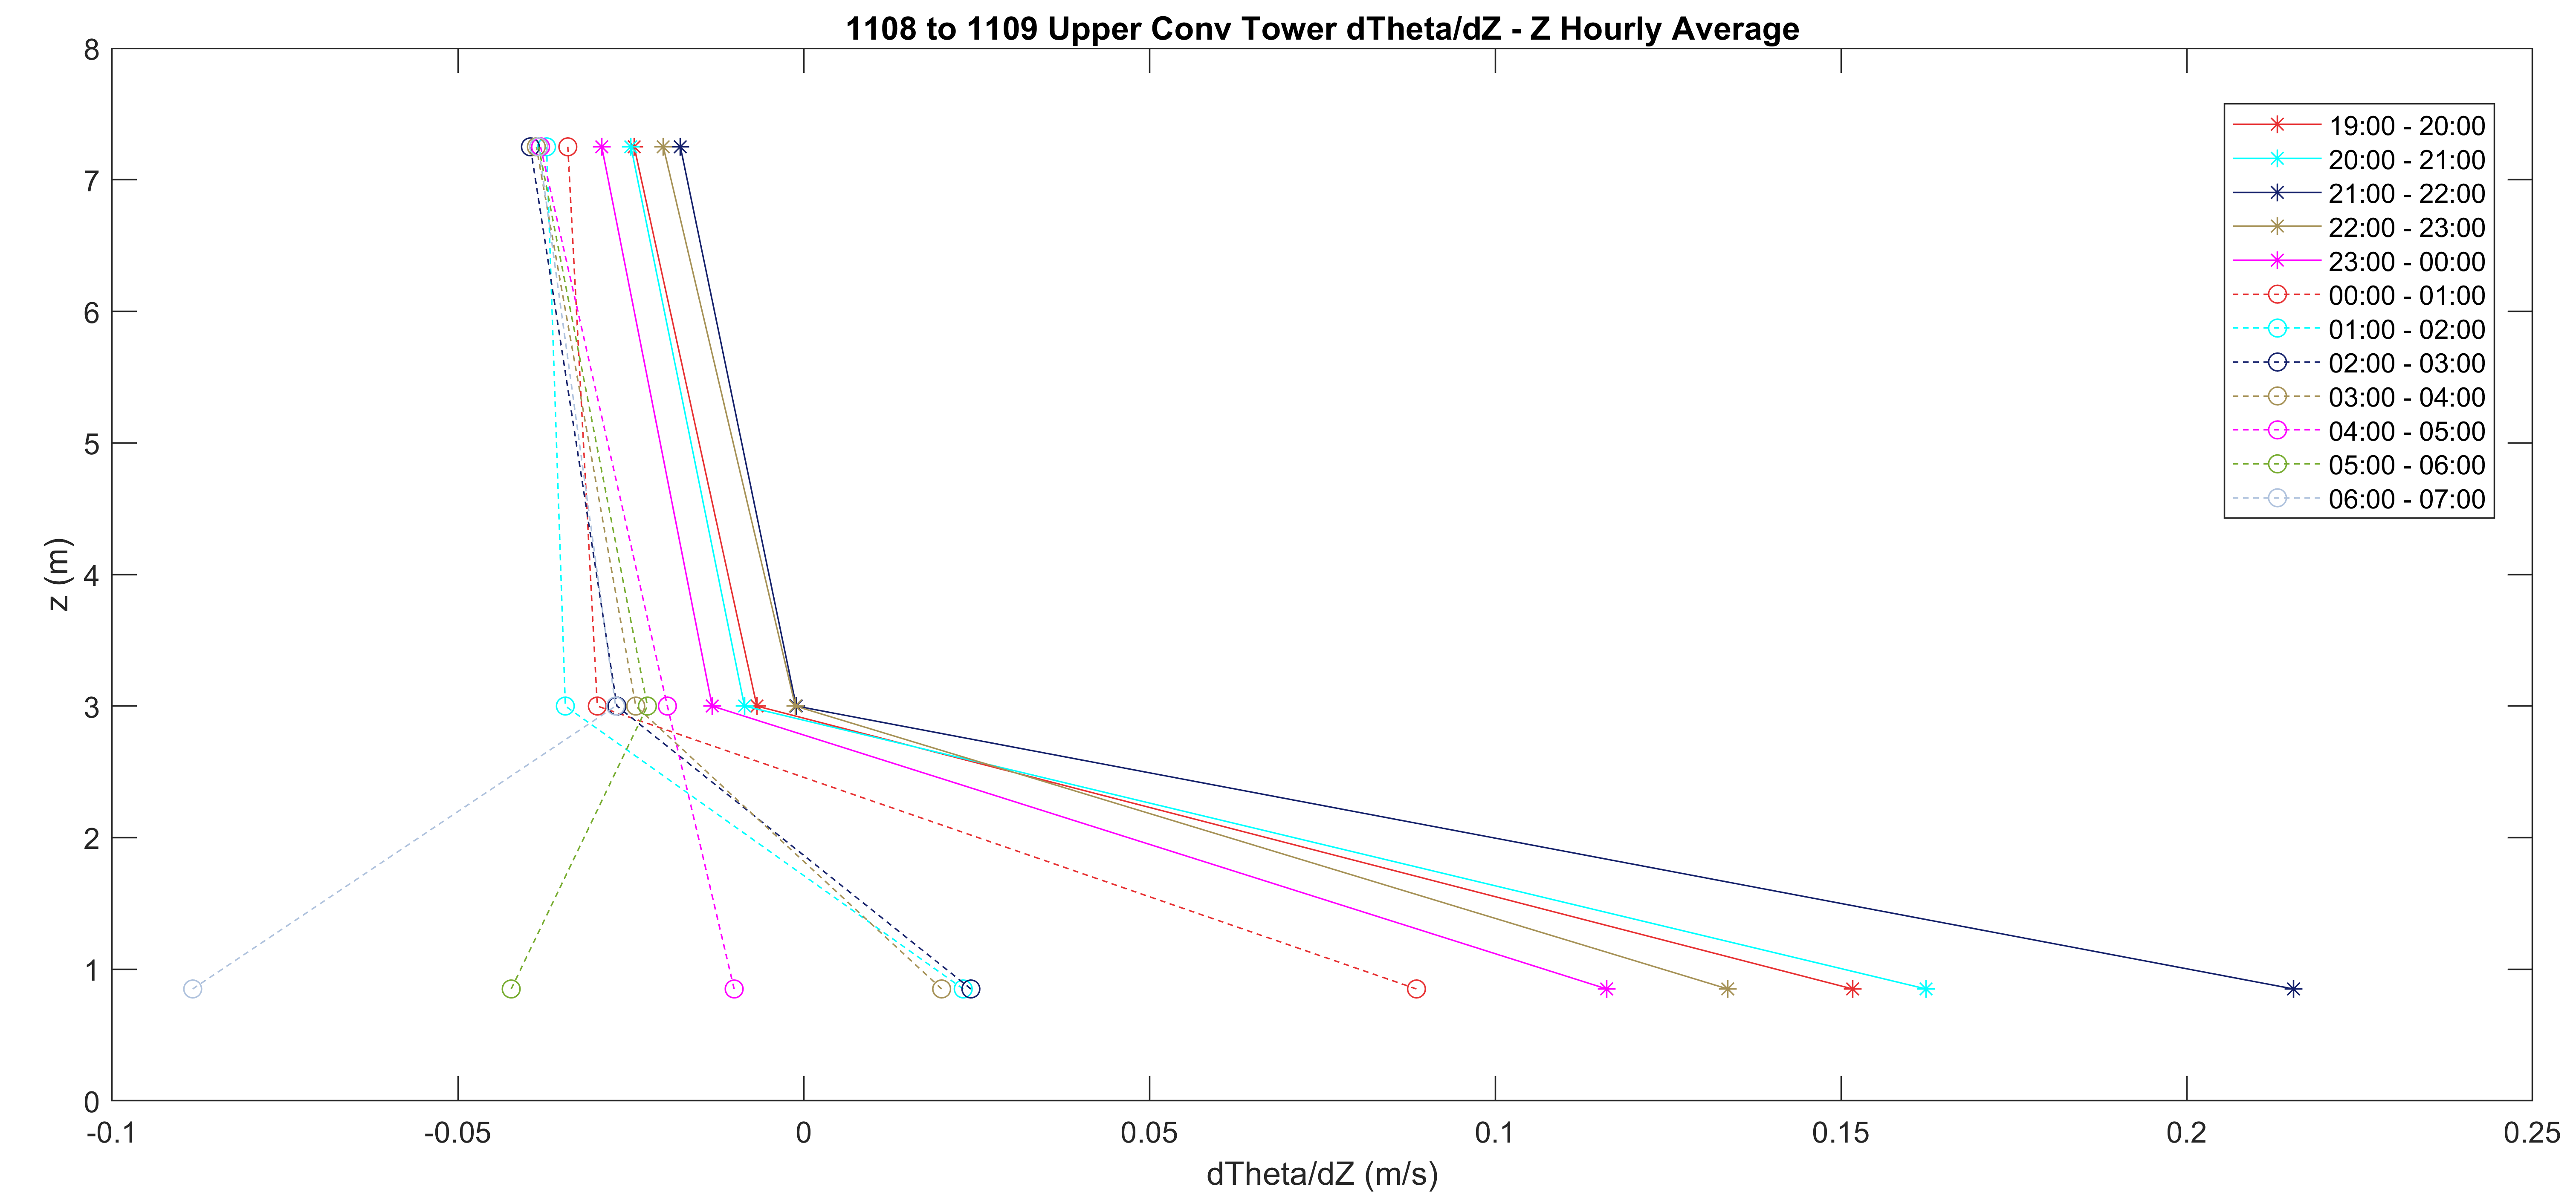 1108 to 1109 Upper Conv Tower dTheta/dZ - Z Hourly Average
8
7
6
5
4
3
2
1
0
z (m)
19:00 - 20:00
20:00 - 21:00
21:00 - 22:00
22:00 - 23:00
23:00 - 00:00
00:00 - 01:00
01:00 - 02:00
02:00 - 03:00
03:00 - 04:00
04:00 - 05:00
05:00 - 06:00
06:00 - 07:00
-0.1 -0.05 0 0.05 0.1 0.15 0.2 0.25
dTheta/dZ (m/s)